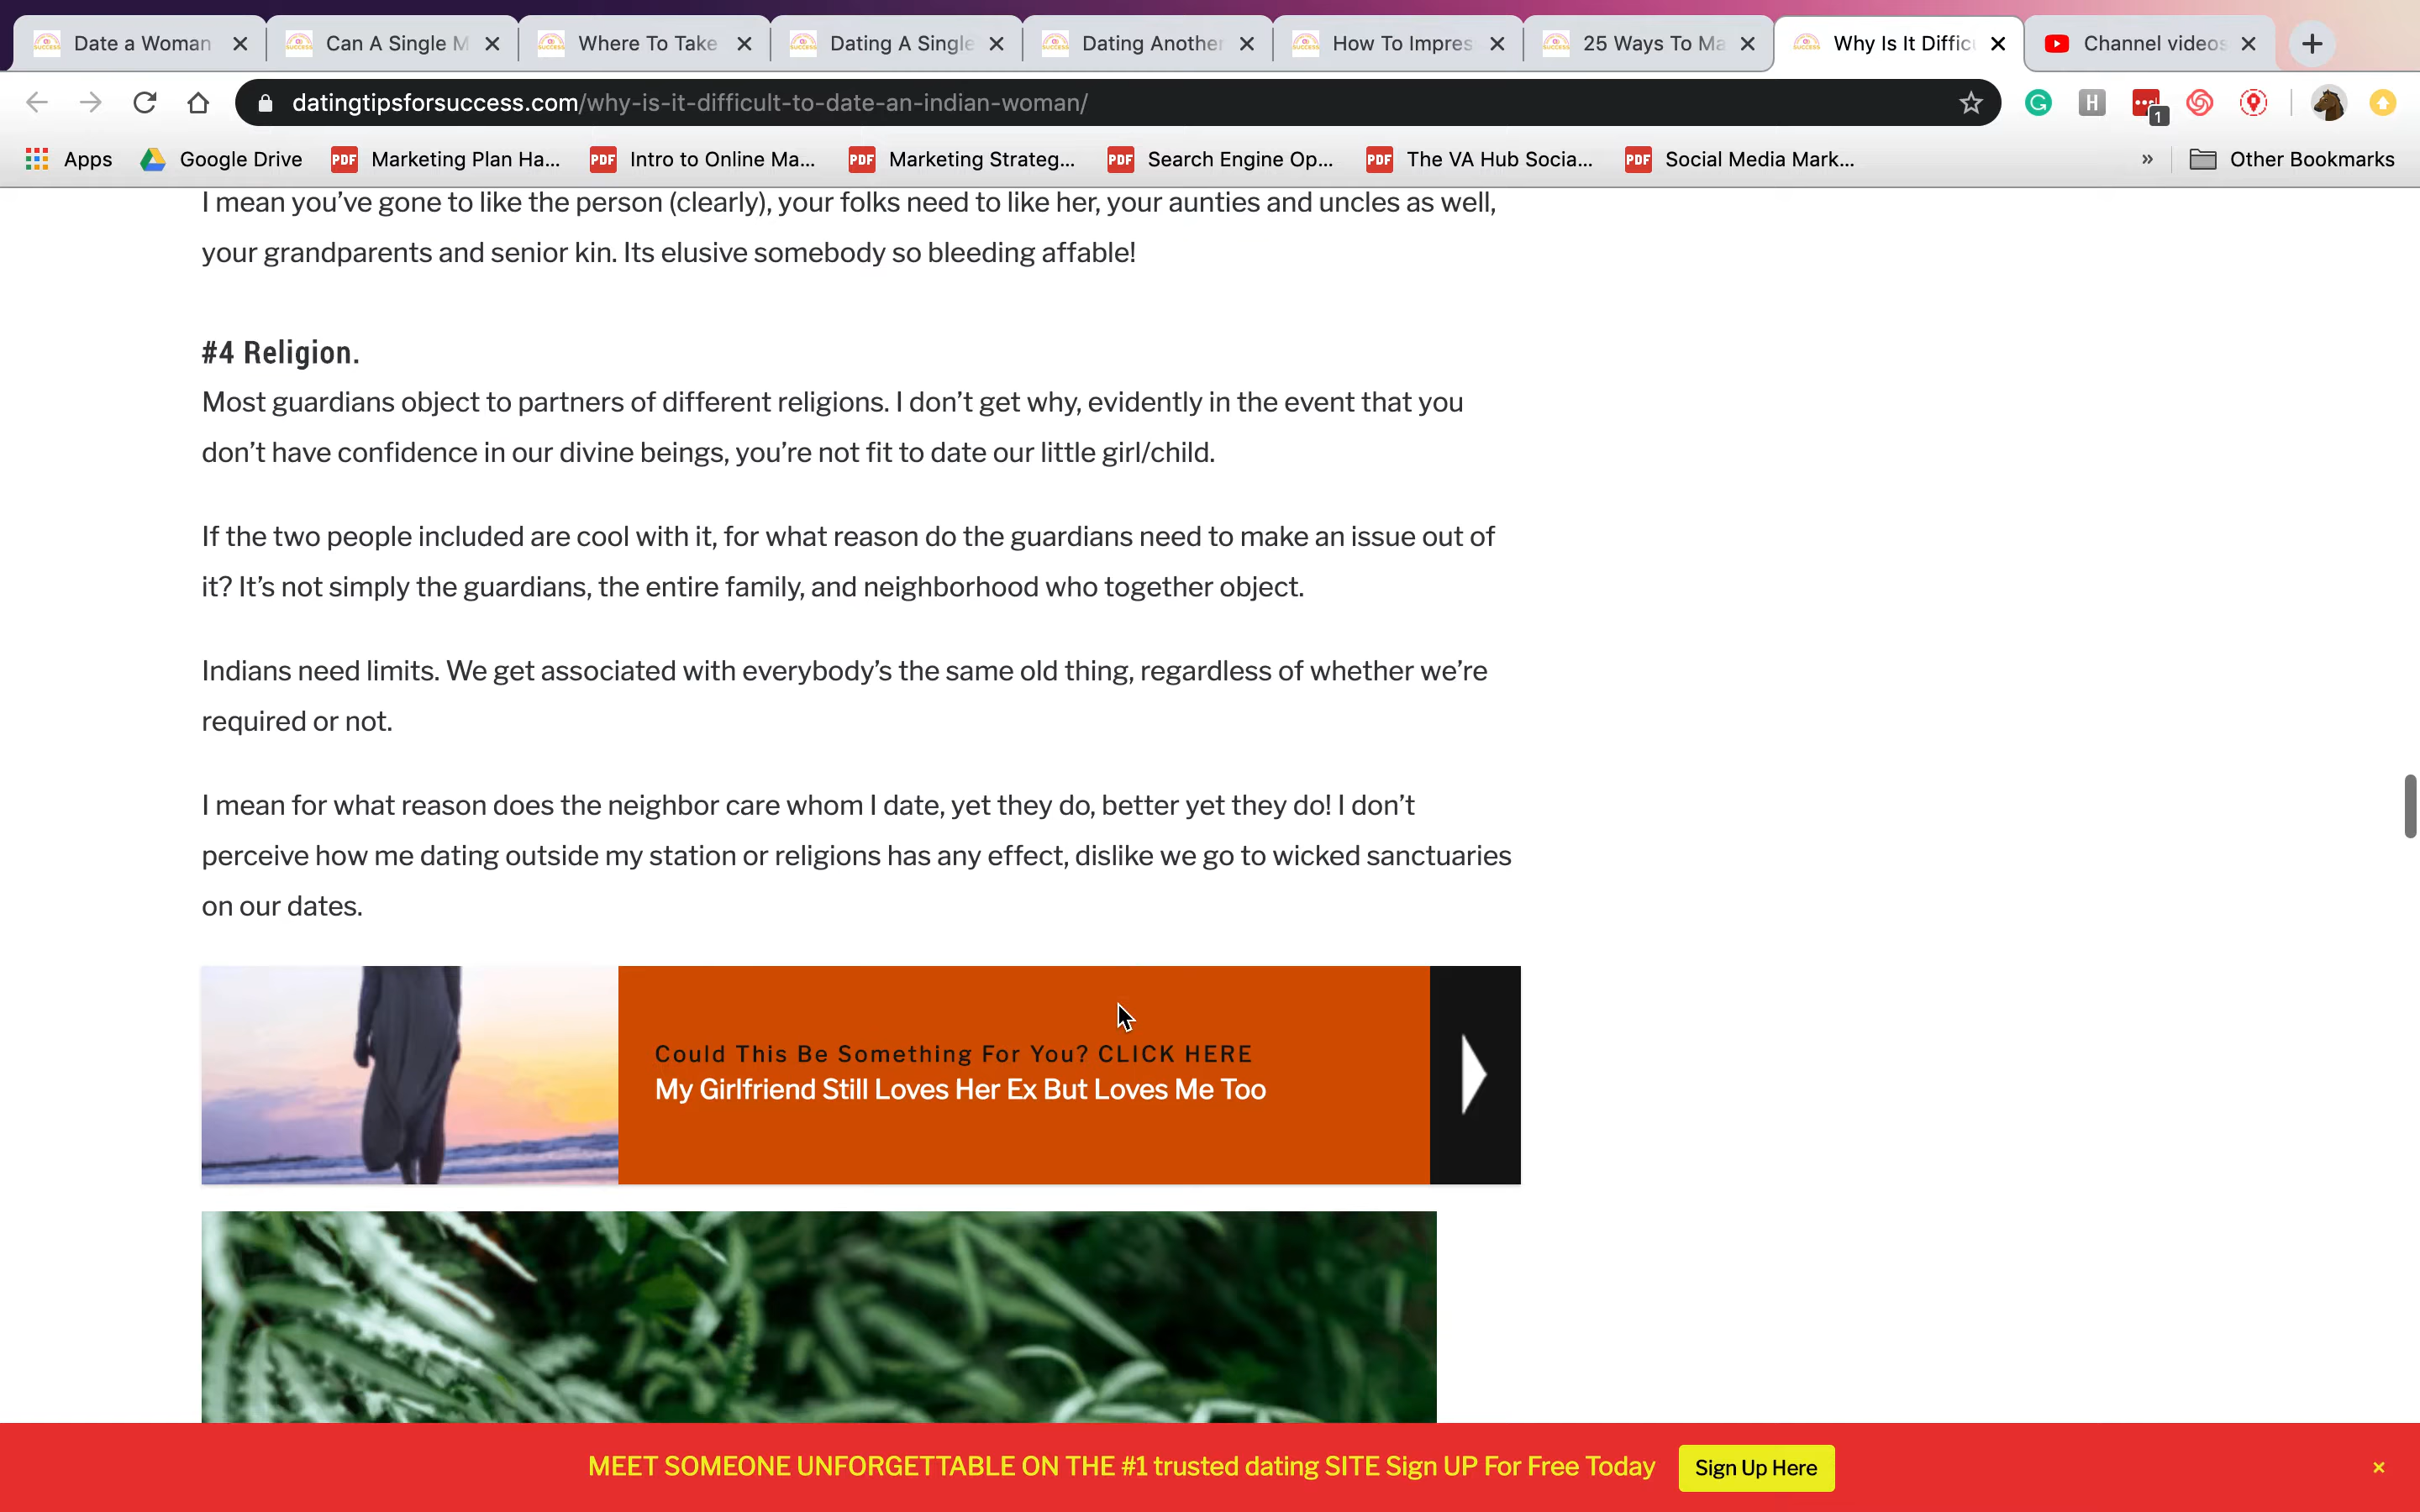 Date a Woman
Can A Single M
Where To Take
Dating A Single
Dating Another
How To Impres
25 Ways To Ma
Why Is It Difficu
Channel videos
datingtipsforsuccess.com/why-is-it-difficult-to-date-an-indian-woman/
1
Apps
Google Drive
PDF Marketing Plan Ha...
PDF Intro to Online Ma...
PDF Marketing Strateg...
PDF Search Engine Op...
PDF The VA Hub Socia...
PDF Social Media Mark...
»
Other Bookmarks
I mean you’ve gone to like the person (clearly), your folks need to like her, your aunties and uncles as well,
your grandparents and senior kin. Its elusive somebody so bleeding affable!
#4 Religion.
Most guardians object to partners of different religions. I don’t get why, evidently in the event that you
don’t have confidence in our divine beings, you’re not fit to date our little girl/child.
If the two people included are cool with it, for what reason do the guardians need to make an issue out of
it? It’s not simply the guardians, the entire family, and neighborhood who together object.
Indians need limits. We get associated with everybody’s the same old thing, regardless of whether we’re
required or not.
I mean for what reason does the neighbor care whom I date, yet they do, better yet they do! I don’t
perceive how me dating outside my station or religions has any effect, dislike we go to wicked sanctuaries
on our dates.
Could This Be Something For You? CLICK HERE
My Girlfriend Still Loves Her Ex But Loves Me Too
MEET SOMEONE UNFORGETTABLE ON THE #1 trusted dating SITE Sign UP For Free Today
Sign Up Here
×